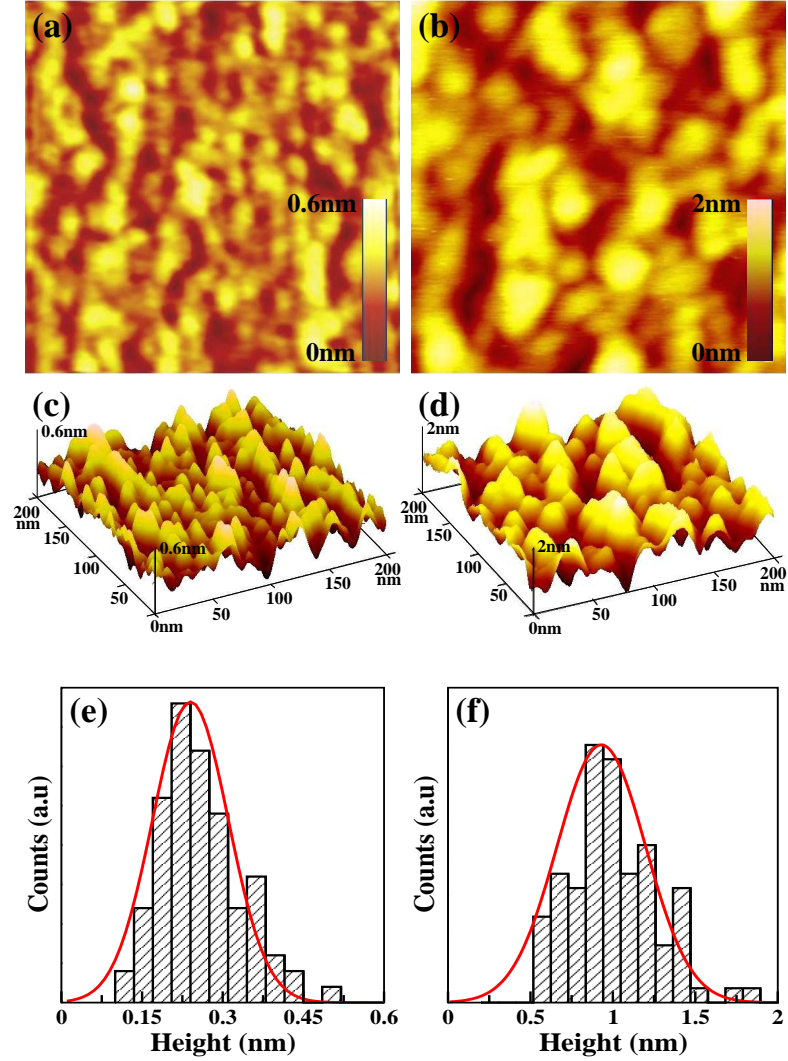 (a) (b)
0.6nm 2nm
0nm 0nm
(c) (d)
0.6nm 2nm
200 nm 150 100 50 0nm 0.6nm 50 100 150 200 nm
200 nm 150 100 50 0nm 2nm 50 100 150 200 nm
(e) (f)
Counts (a.u) Counts (a.u)
0 0.15 0.3 0.45 0.6 0 0.5 1 1.5 2
Height (nm) Height (nm)